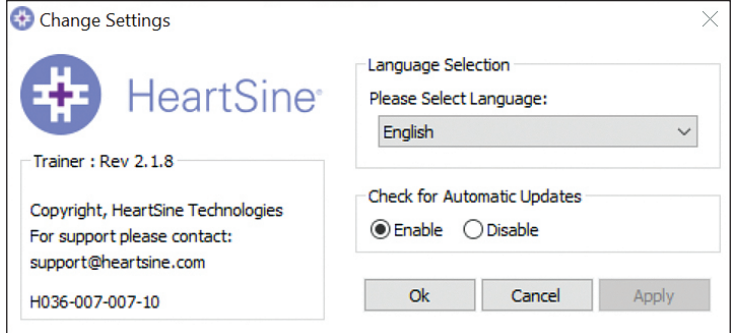 Change Settings
HeartSine®
Trainer : Rev 2.1.8
Copyright, HeartSine Technologies
For support please contact:
support@heartsine.com
H036-007-007-10
Language Selection
Please Select Language:
English
Check for Automatic Updates
Enable
Disable
Ok
Cancel
Apply